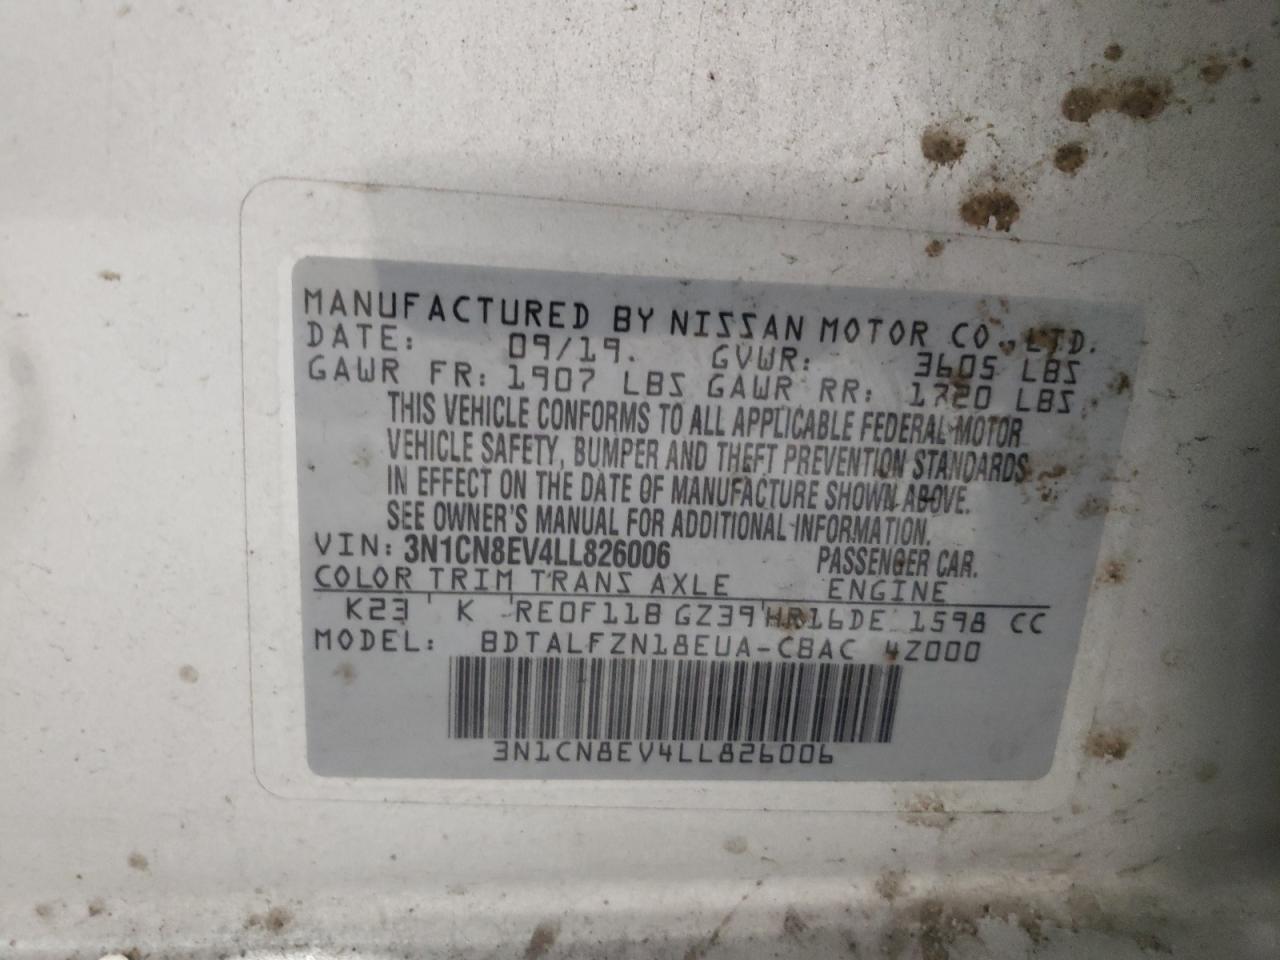 MANUFACTURED BY NISSAN MOTOR CO., LTD.
DATE: 09/19. GVWR: 3605 LBS
GAWR FR: 1907 LBS GAWR RR: 1720 LBS
THIS VEHICLE CONFORMS TO ALL APPLICABLE FEDERAL MOTOR
VEHICLE SAFETY, BUMPER AND THEFT PREVENTION STANDARDS
IN EFFECT ON THE DATE OF MANUFACTURE SHOWN ABOVE.
SEE OWNER'S MANUAL FOR ADDITIONAL INFORMATION.
VIN: 3N1CN8EV4LL826006 PASSENGER CAR.
COLOR TRIM TRANS AXLE ENGINE
K23 K RE0F11B GZ39 HR16DE 1598 CC
MODEL: BDTALFZN18EUA-C8AC 4Z000
3N1CN8EV4LL826006